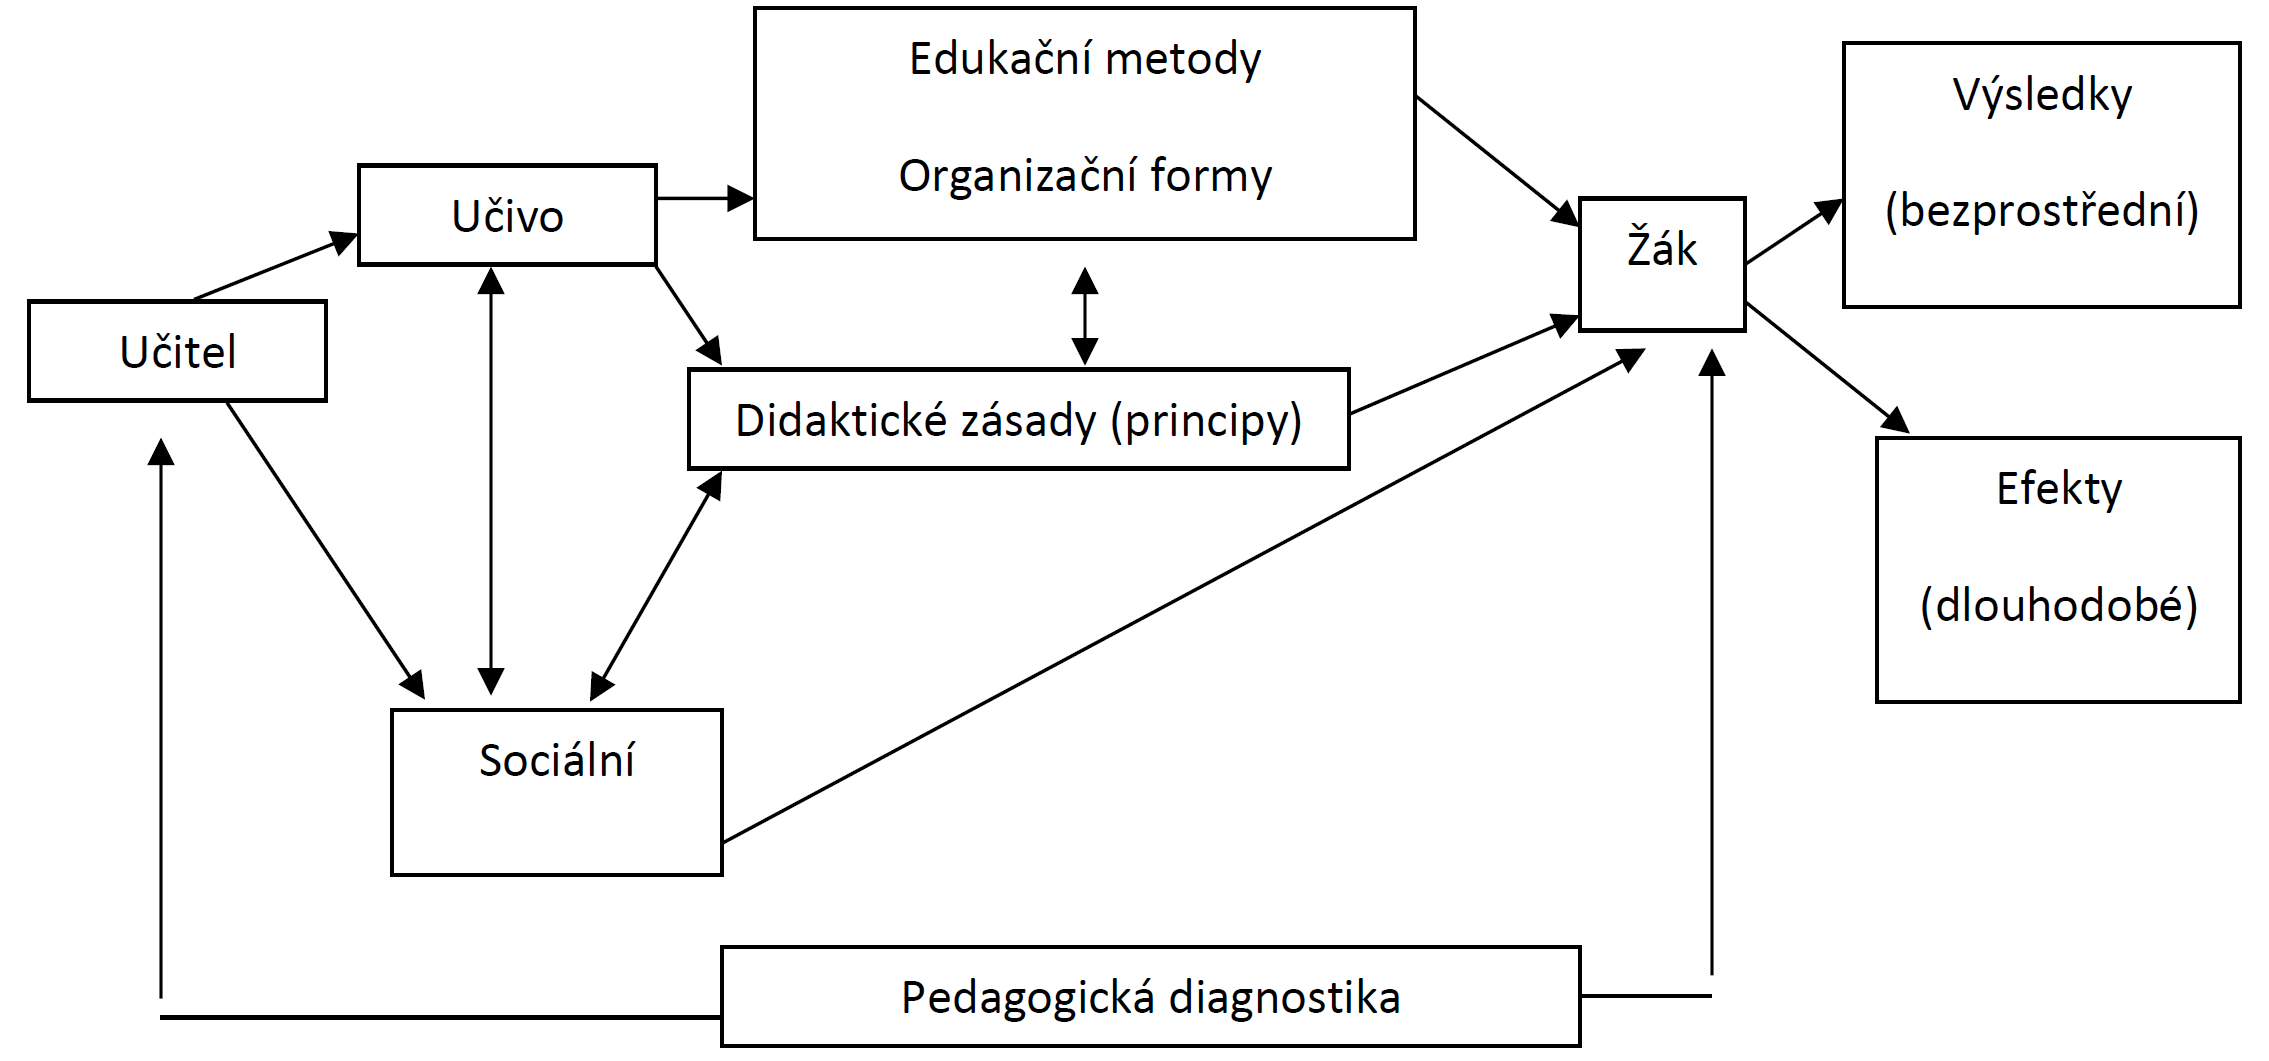 Edukační metody
Organizační formy
Výsledky
(bezprostřední)
Učivo
Žák
Učitel
Didaktické zásady (principy)
Efekty
(dlouhodobé)
Sociální
Pedagogická diagnostika